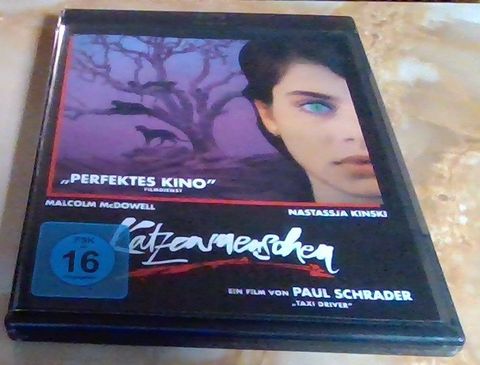 „PERFEKTES KINO"
FILMDIENST
MALCOLM McDOWELL
NASTASSJA KINSKI
Katzenmenschen
FSK
16
EIN FILM VON PAUL SCHRADER
„TAXI DRIVER"